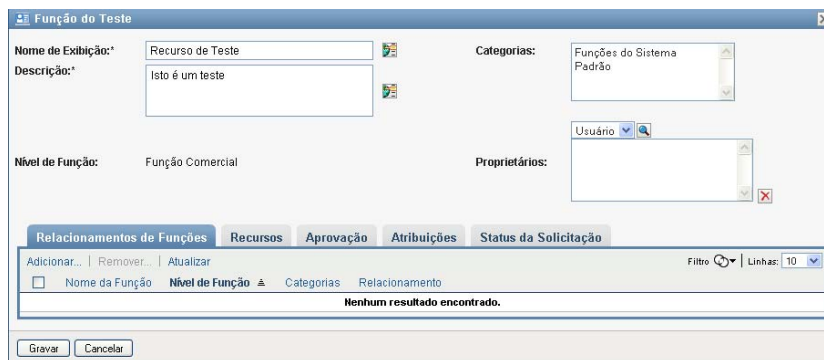 Função do Teste
Nome de Exibição:* Recurso de Teste
Categorias: Funções do Sistema
Padrão
Descrição:* Isto é um teste
Usuário
Nível de Função: Função Comercial
Proprietários:
Relacionamentos de Funções Recursos Aprovação Atribuições Status da Solicitação
Adicionar... | Remover... | Atualizar Filtro | Linhas: 10
Nome da Função Nível de Função Categorias Relacionamento
Nenhum resultado encontrado.
Gravar Cancelar